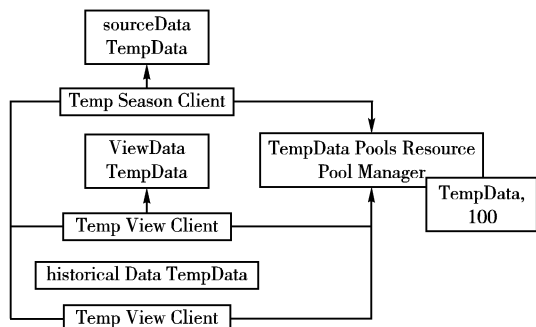 sourceData
TempData
Temp Season Client
ViewData
TempData
TempData Pools Resource
Pool Manager
TempData,
100
Temp View Client
historical Data TempData
Temp View Client